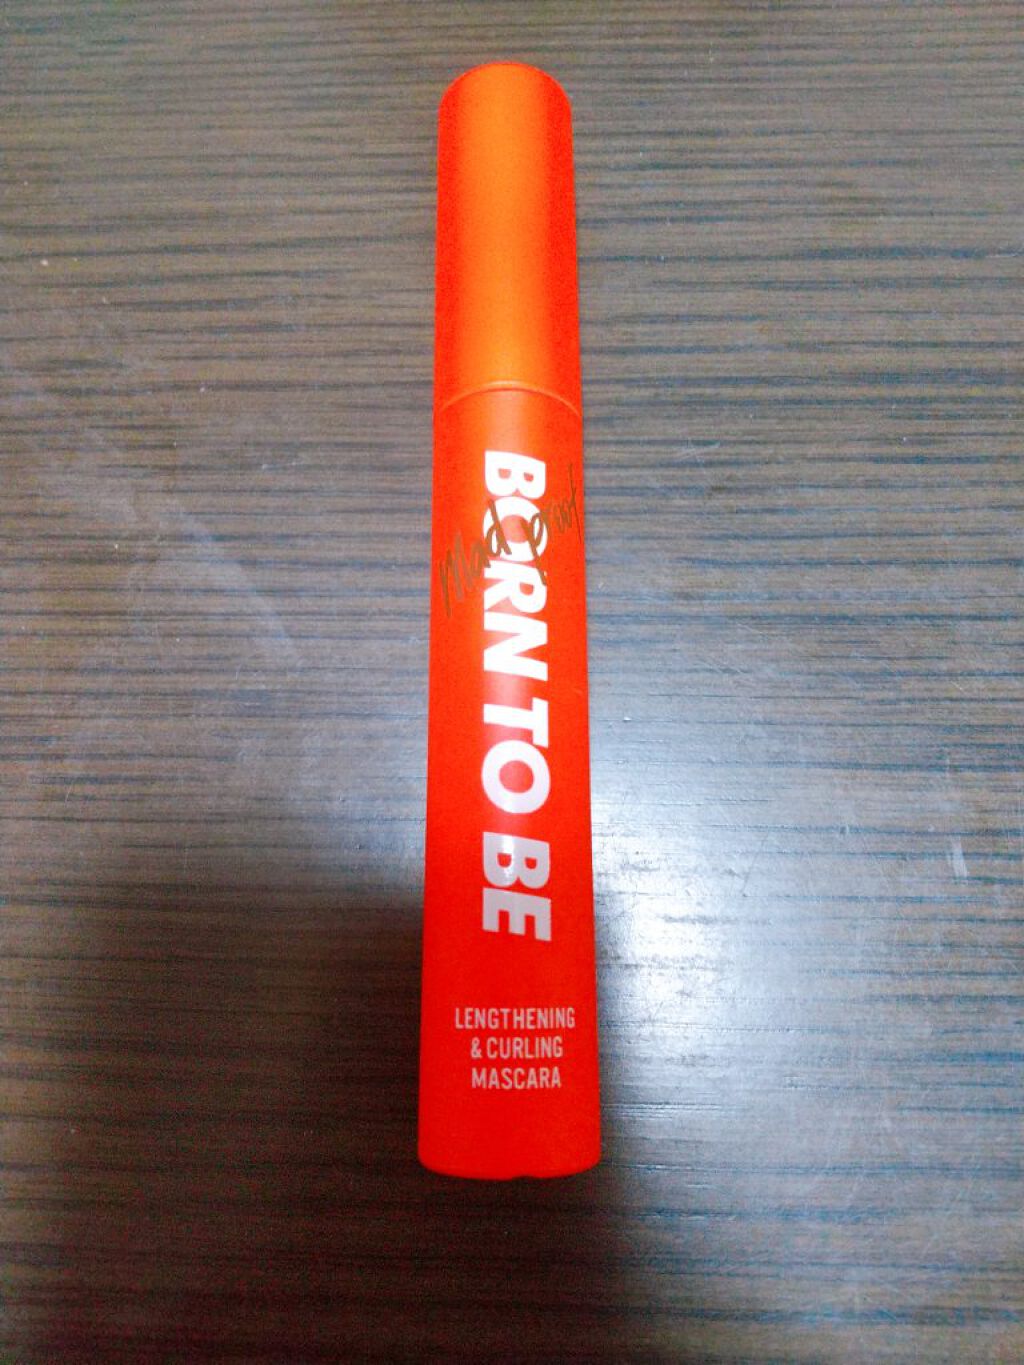 BORN TO BE
Mad proof
LENGTHENING
& CURLING
MASCARA